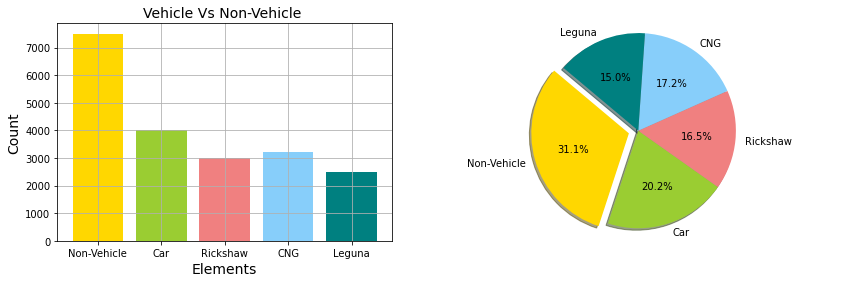 Vehicle Vs Non-Vehicle
Count
7000
6000
5000
4000
3000
2000
1000
0
Non-Vehicle Car Rickshaw CNG Leguna
Elements
Leguna
CNG
15.0%
17.2%
Rickshaw
16.5%
Non-Vehicle
31.1%
20.2%
Car